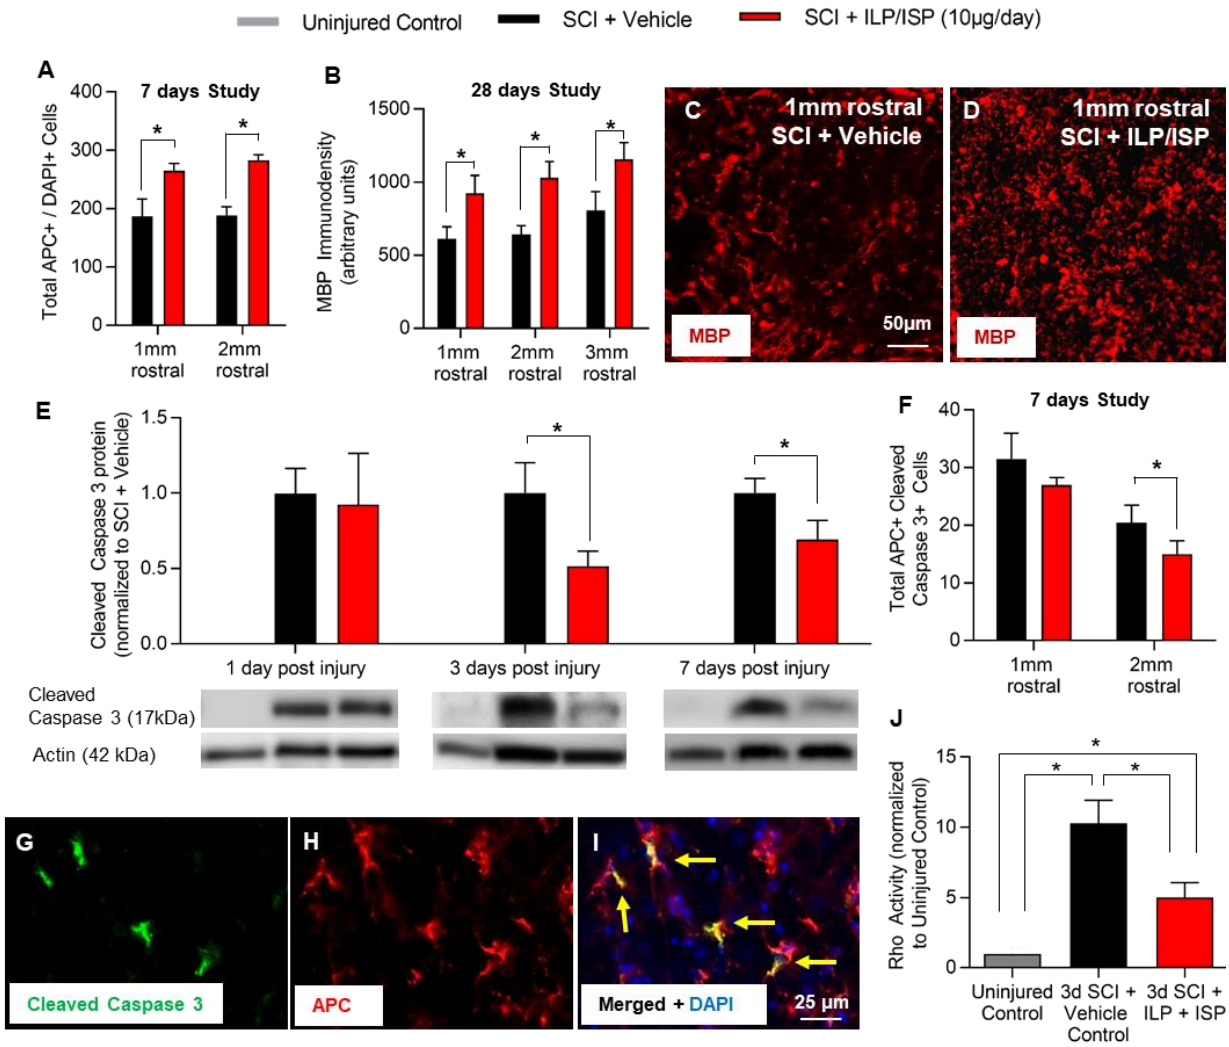 Uninjured Control
SCI + Vehicle
SCI + ILP/ISP (10µg/day)
A
7 days Study
Total APC+ / DAPI+ Cells
400
300
200
100
0
*
*
1mm
rostral
2mm
rostral
B
28 days Study
MBP Immunodensity
(arbitrary units)
1500
1000
500
0
*
*
*
1mm
rostral
2mm
rostral
3mm
rostral
C
1mm rostral
SCI + Vehicle
MBP
50µm
D
1mm rostral
SCI + ILP/ISP
MBP
E
Cleaved Caspase 3 protein
(normalized to SCI + Vehicle)
1.5
1.0
0.5
0.0
*
*
1 day post injury
3 days post injury
7 days post injury
Cleaved
Caspase 3 (17kDa)
Actin (42 kDa)
F
7 days Study
Total APC+ Cleaved
Caspase 3+ Cells
40
30
20
10
0
*
1mm
rostral
2mm
rostral
G
Cleaved Caspase 3
H
APC
I
Merged + DAPI
25 µm
J
Rho Activity (normalized
to Uninjured Control)
15
10
5
0
*
*
*
Uninjured
Control
3d SCI +
Vehicle
Control
3d SCI +
ILP + ISP